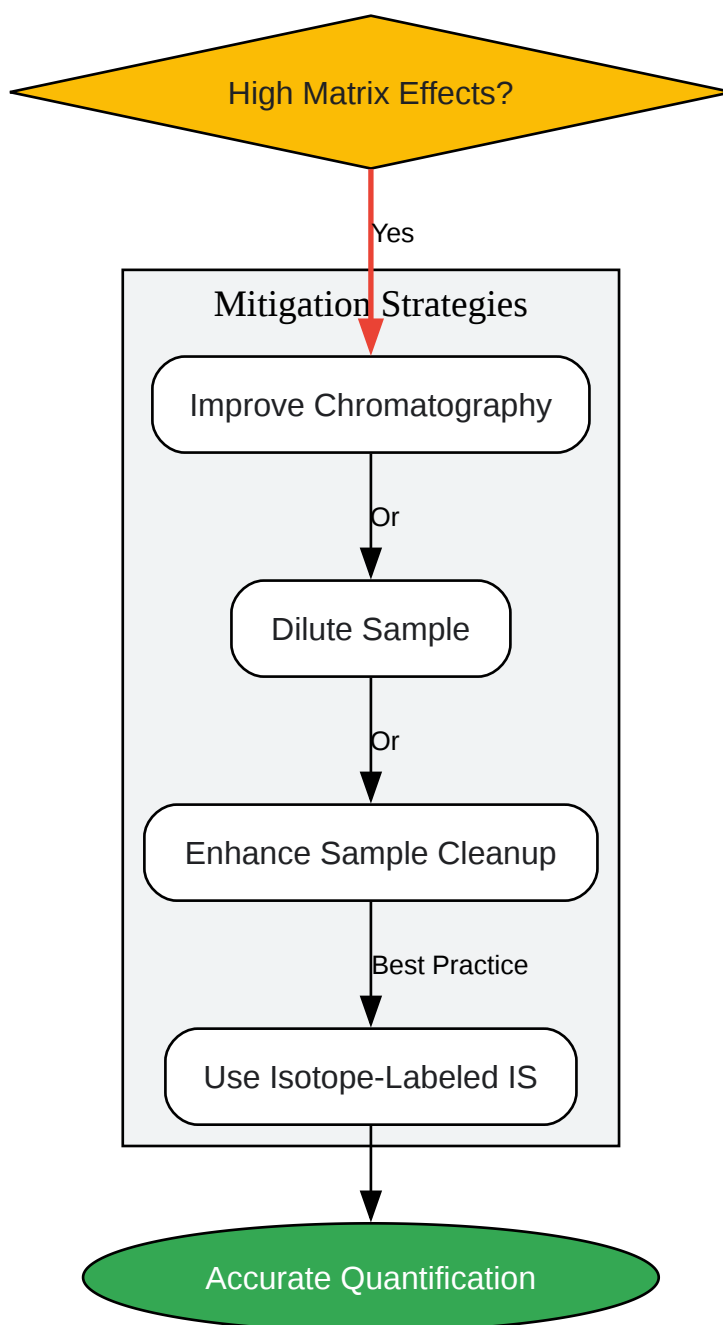 High Matrix Effects?
Yes
Mitigation Strategies
Improve Chromatography
Or
Dilute Sample
Or
Enhance Sample Cleanup
Best Practice
Use Isotope-Labeled IS
Accurate Quantification